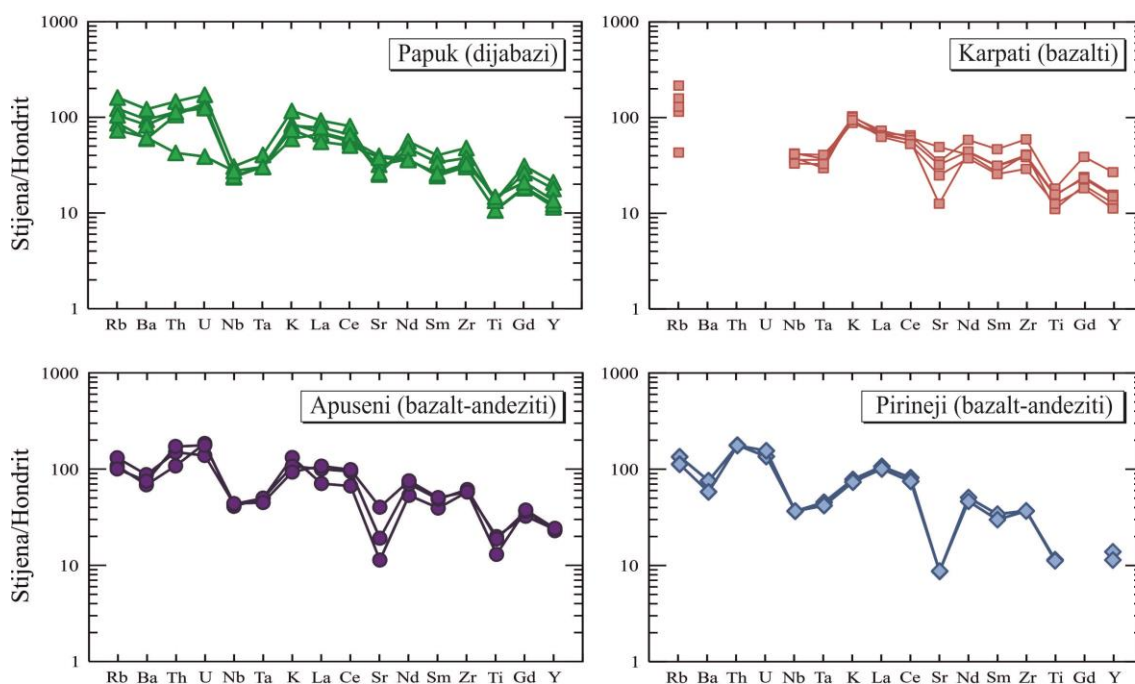 1000
Papuk (dijabazi)
100
10
1
Stijena/Hondrit
Rb Ba Th U Nb Ta K La Ce Sr Nd Sm Zr Ti Gd Y
1000
Karpati (bazalti)
100
10
1
Rb Ba Th U Nb Ta K La Ce Sr Nd Sm Zr Ti Gd Y
1000
Apuseni (bazalt-andeziti)
100
10
1
Stijena/Hondrit
Rb Ba Th U Nb Ta K La Ce Sr Nd Sm Zr Ti Gd Y
1000
Pirineji (bazalt-andeziti)
100
10
1
Rb Ba Th U Nb Ta K La Ce Sr Nd Sm Zr Ti Gd Y